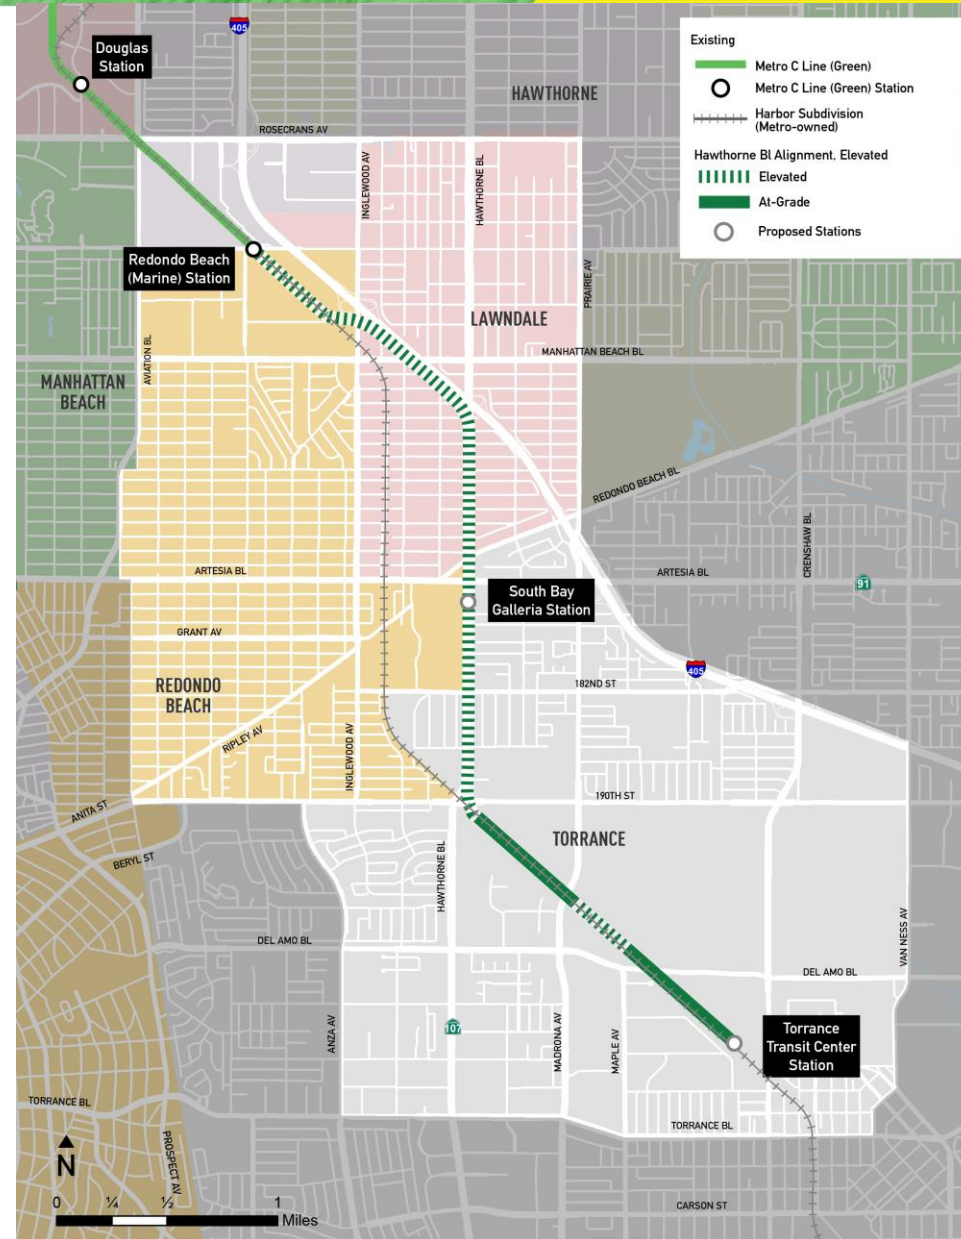 405
Douglas
Station
HAWTHORNE
Existing
Metro C Line (Green)
Metro C Line (Green) Station
Harbor Subdivision
(Metro-owned)
Hawthorne Bl Alignment, Elevated
Elevated
At-Grade
Proposed Stations
ROSECRANS AV
INGLEWOOD AV
HAWTHORNE BL
PRAIRIE AV
Redondo Beach
(Marine) Station
LAWNDALE
AVIATION BL
MANHATTAN BEACH BL
MANHATTAN
BEACH
REDONDO BEACH BL
CRENSHAW BL
ARTESIA BL
ARTESIA BL
91
South Bay
Galleria Station
GRANT AV
405
182ND ST
REDONDO
BEACH
RIPLEY AV
INGLEWOOD AV
190TH ST
ANITA ST
TORRANCE
BERYL ST
HAWTHORNE BL
VAN NESS AV
DEL AMO BL
DEL AMO BL
ANZA AV
107
MADRONA AV
MAPLE AV
Torrance
Transit Center
Station
TORRANCE BL
TORRANCE BL
N
PROSPECT AV
0 ¼ ½ 1
Miles
CARSON ST